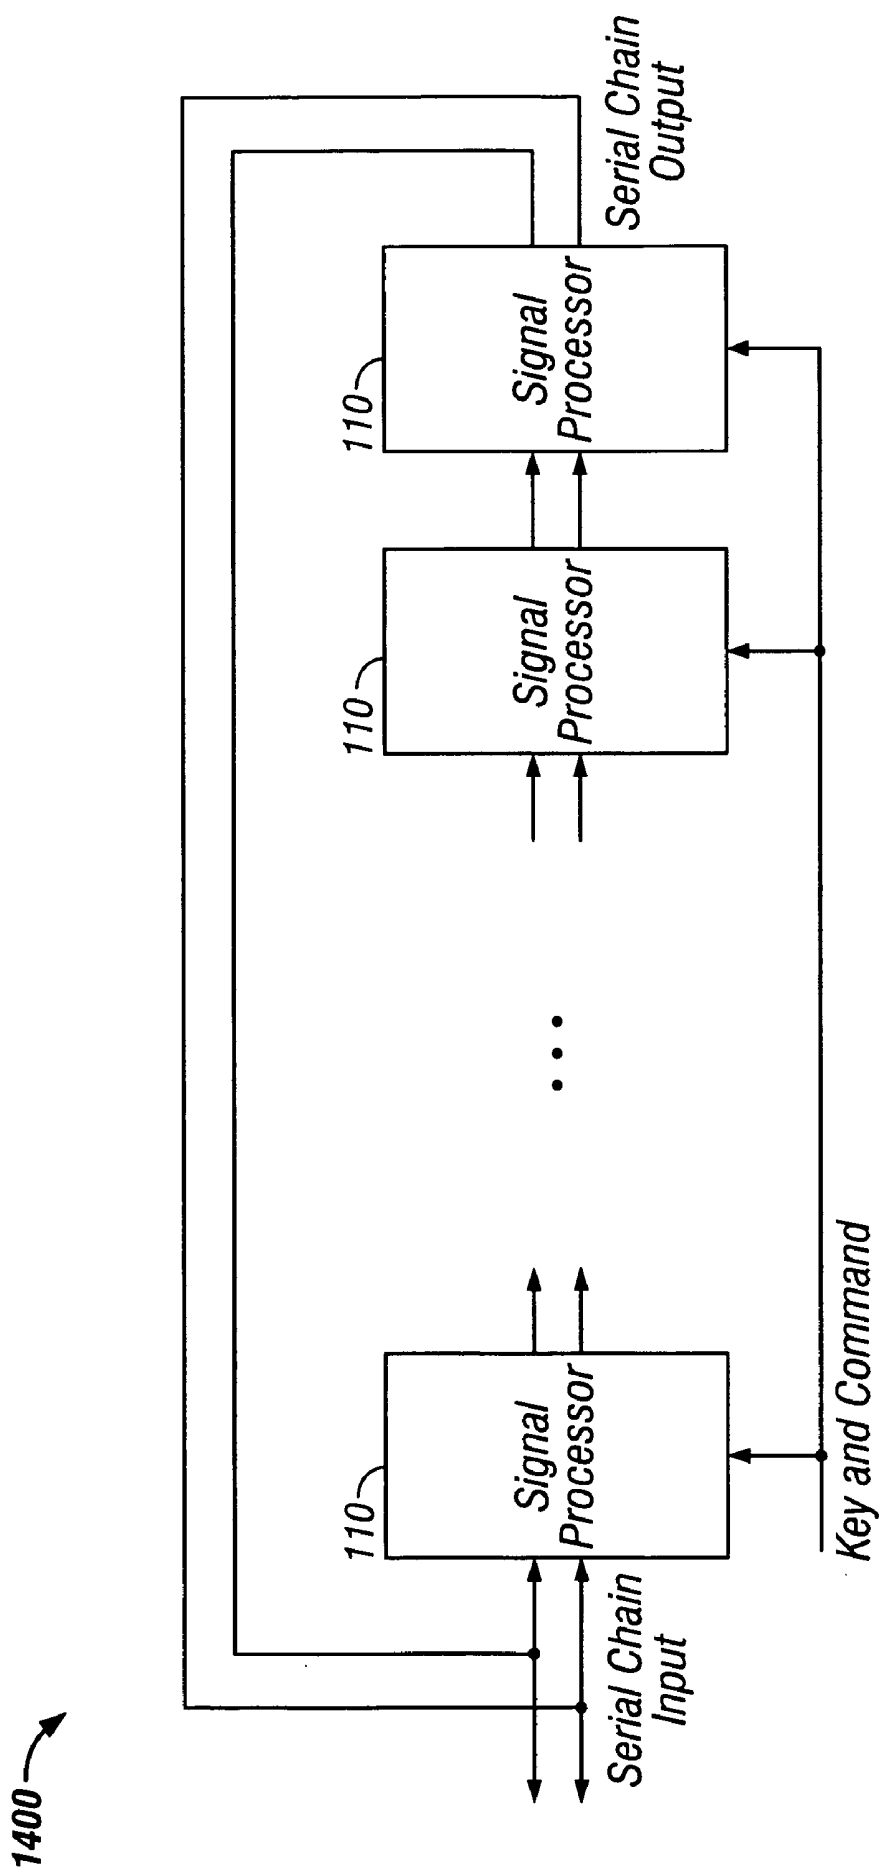 1400
110
Signal
Processor
110
Signal
Processor
110
Signal
Processor
Serial Chain
Input
Serial Chain
Output
Key and Command